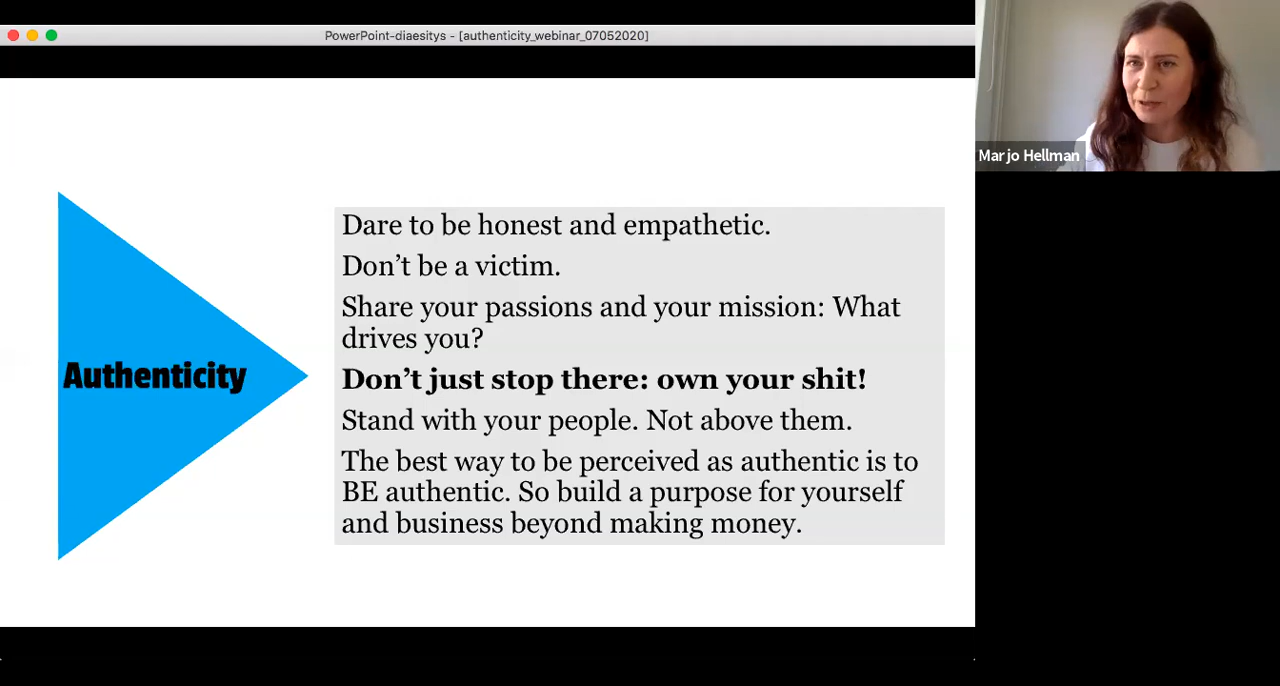 PowerPoint-diaesitys - [authenticity_webinar_07052020]
Marjo Hellman
Authenticity
Dare to be honest and empathetic.
Don't be a victim.
Share your passions and your mission: What
drives you?
Don't just stop there: own your shit!
Stand with your people. Not above them.
The best way to be perceived as authentic is to
BE authentic. So build a purpose for yourself
and business beyond making money.